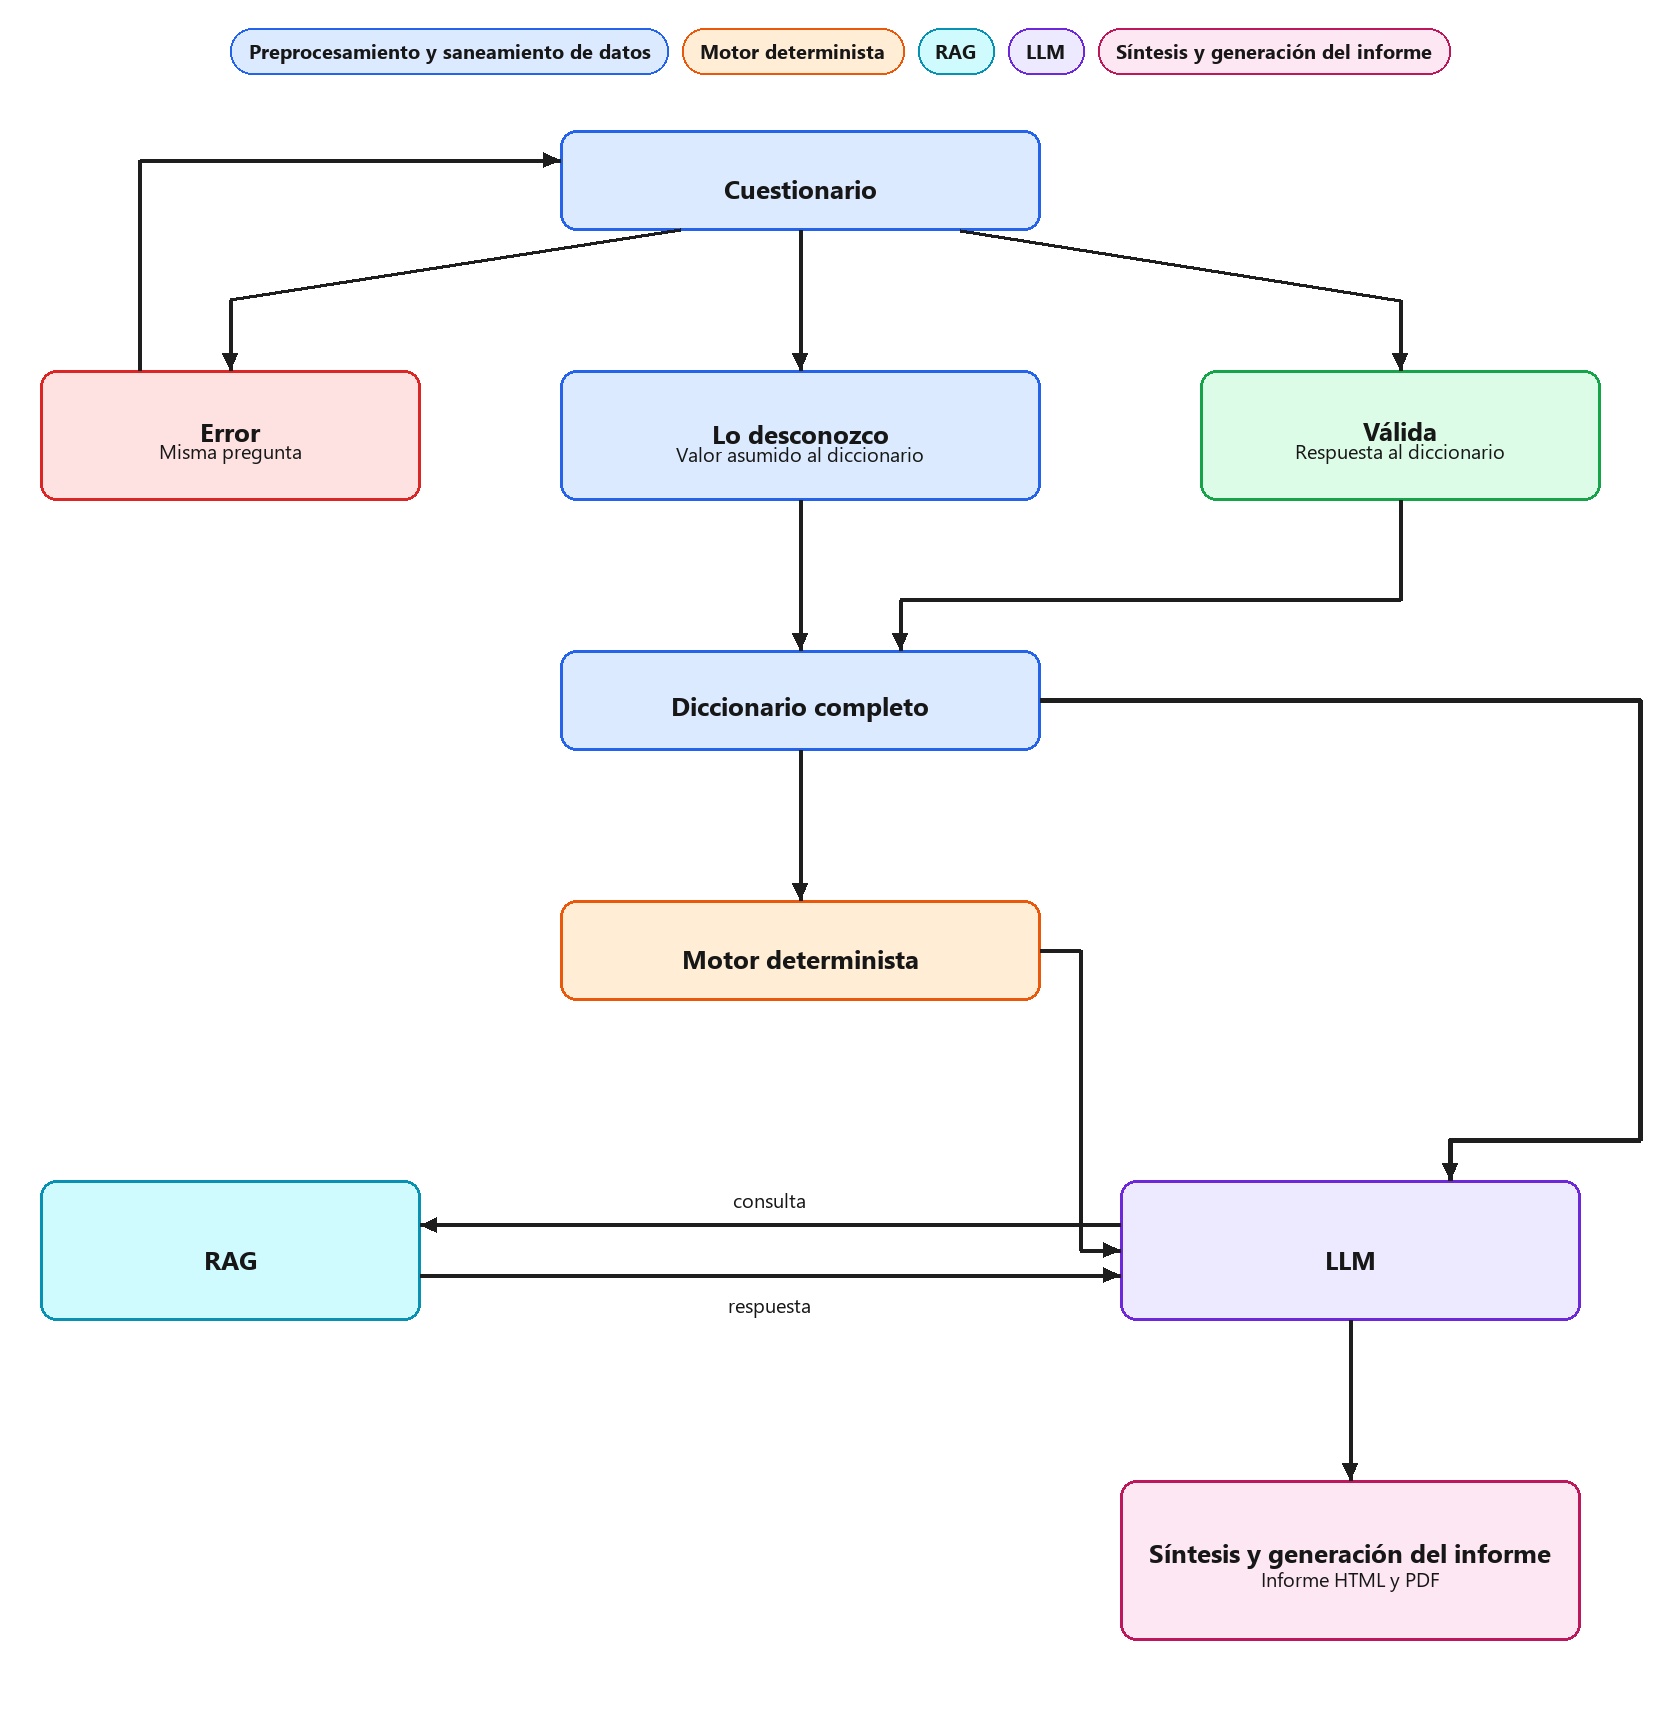 Preprocesamiento y saneamiento de datos
Motor determinista
RAG
LLM
Síntesis y generación del informe
Cuestionario
Error
Misma pregunta
Lo desconozco
Valor asumido al diccionario
Válida
Respuesta al diccionario
Diccionario completo
Motor determinista
consulta
RAG
LLM
respuesta
Síntesis y generación del informe
Informe HTML y PDF